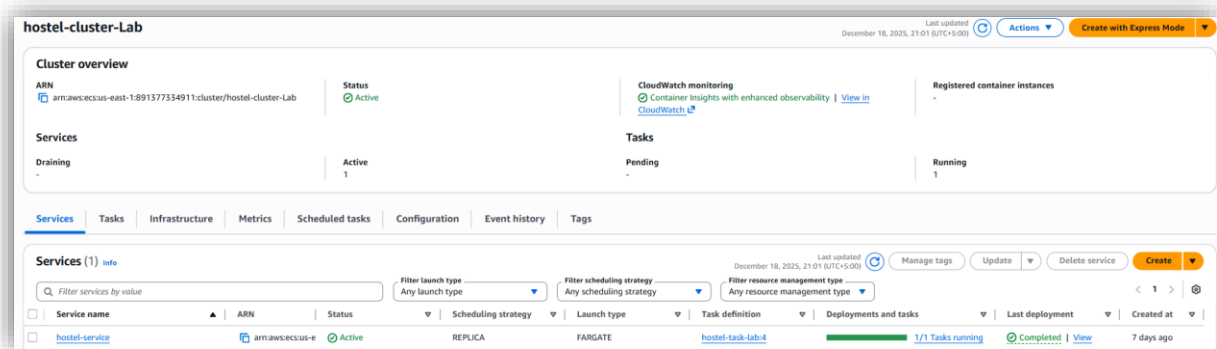 hostel-cluster-Lab
Last updated
December 18, 2025, 21:01 (UTC+5:00)
Actions
Create with Express Mode
Cluster overview
ARN
arn:aws:ecs:us-east-1:891377334911:cluster/hostel-cluster-Lab
Status
Active
CloudWatch monitoring
Container Insights with enhanced observability | View in
CloudWatch
Registered container instances
-
Services
Tasks
Draining
-
Active
1
Pending
-
Running
1
Services Tasks Infrastructure Metrics Scheduled tasks Configuration Event history Tags
Services (1) Info
Last updated
December 18, 2025, 21:01 (UTC+5:00)
Manage tags
Update
Delete service
Create
Filter services by value
Filter launch type
Any launch type
Filter scheduling strategy
Any scheduling strategy
Filter resource management type
Any resource management type
1
Service name ARN Status Scheduling strategy Launch type Task definition Deployments and tasks Last deployment Created at
hostel-service arn:aws:ecs:us-e Active REPLICA FARGATE hostel-task-lab:4 1/1 Tasks running Completed | View 7 days ago